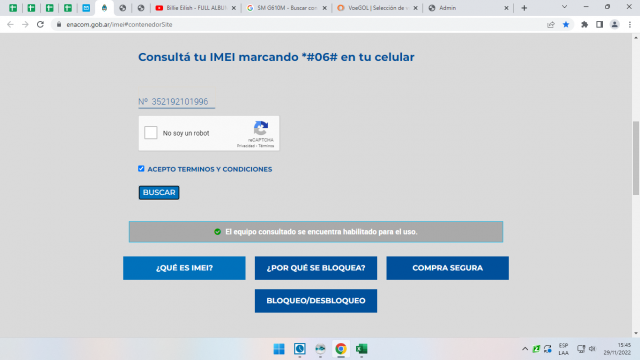 Billie Eilish - FULL ALBUM
SM G610M - Buscar con
VoeGOL | Selección de v
Admin
enacom.gob.ar/imei#contenedorSite
Consultá tu IMEI marcando *#06# en tu celular
Nº 352192101996
No soy un robot
reCAPTCHA
Privacidad - Términos
ACEPTO TERMINOS Y CONDICIONES
BUSCAR
El equipo consultado se encuentra habilitado para el uso.
¿QUÉ ES IMEI?
¿POR QUÉ SE BLOQUEA?
COMPRA SEGURA
BLOQUEO/DESBLOQUEO
ESP
LAA
15:45
29/11/2022